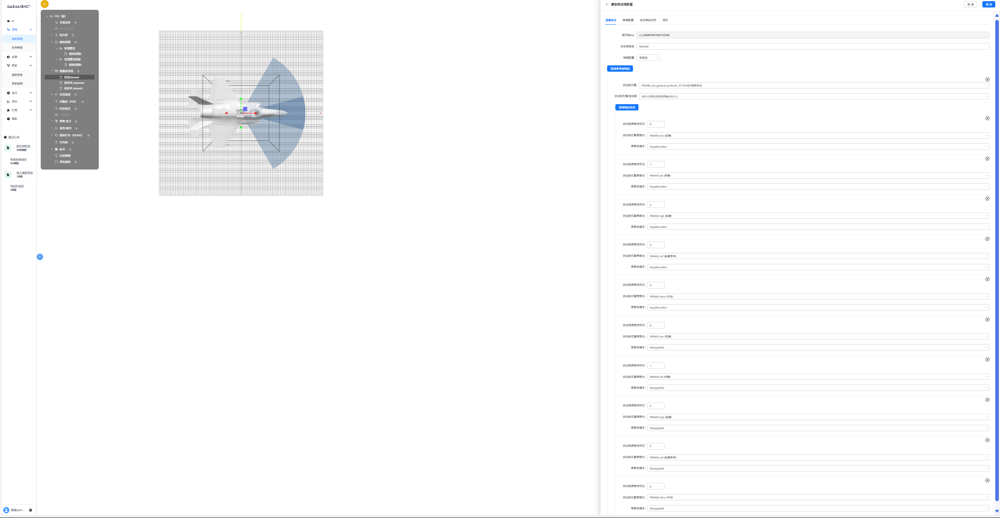 GAEALOVIC
AI
建模
我的模型
仿真模型
实例
想定
我的想定
想定案例
运行
评估
扩展
帮助
最近打开
防空导想定
30分钟前
导弹系统模型
2小时前
海上搜救想定
1天前
构建机模型
3天前
杨佳(yan...
F35（蓝）
子级实体
动力学
感知范围
普通雷达
感知范围0
普通雷达回波
感知范围0
通信协议栈
协议General
协议iff_response
协议iff_request
任务路径
兴趣点（POI）
时空标注
参数 定义
动作/指令
感知行为（OODA）
行为树
条令
认知模型
评估指标
通信协议栈配置
取 消
保 存
通信协议 物理配置 协议映射动作 插件
通讯栈key: cs_226804967265722368
协议栈用途: General
物理配置: 电磁波
新增参考帧映射
协议帧引擎: FRAME_red_general_protocol__R1IDLRED通用协议
协议帧引擎消息键: 0001(/目标坐标经纬高(00:01))
新增映射关系
协议栈参数序列号: 0
协议帧引擎参数名: PARAM_lon (经度)
参数关键字: targetlocation
协议栈参数序列号: 1
协议帧引擎参数名: PARAM_lat (纬度)
参数关键字: targetlocation
协议栈参数序列号: 2
协议帧引擎参数名: PARAM_hgt (高度)
参数关键字: targetlocation
协议栈参数序列号: 3
协议帧引擎参数名: PARAM_ref (高度参考)
参数关键字: targetlocation
协议栈参数序列号: 4
协议帧引擎参数名: PARAM_time (时间)
参数关键字: targetlocation
协议栈参数序列号: 0
协议帧引擎参数名: PARAM_lon (经度)
参数关键字: Navigatable
协议栈参数序列号: 1
协议帧引擎参数名: PARAM_lat (纬度)
参数关键字: Navigatable
协议栈参数序列号: 2
协议帧引擎参数名: PARAM_hgt (高度)
参数关键字: Navigatable
协议栈参数序列号: 3
协议帧引擎参数名: PARAM_ref (高度参考)
参数关键字: Navigatable
协议栈参数序列号: 4
协议帧引擎参数名: PARAM_time (时间)
参数关键字: Navigatable